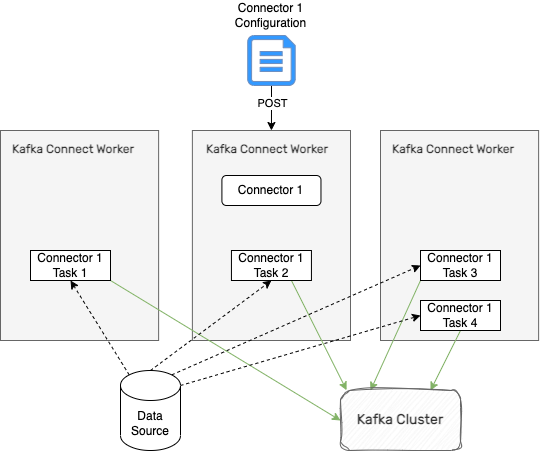 Connector 1
Configuration
POST
Kafka Connect Worker
Kafka Connect Worker
Kafka Connect Worker
Connector 1
Connector 1
Task 1
Connector 1
Task 2
Connector 1
Task 3
Connector 1
Task 4
Data
Source
Kafka Cluster